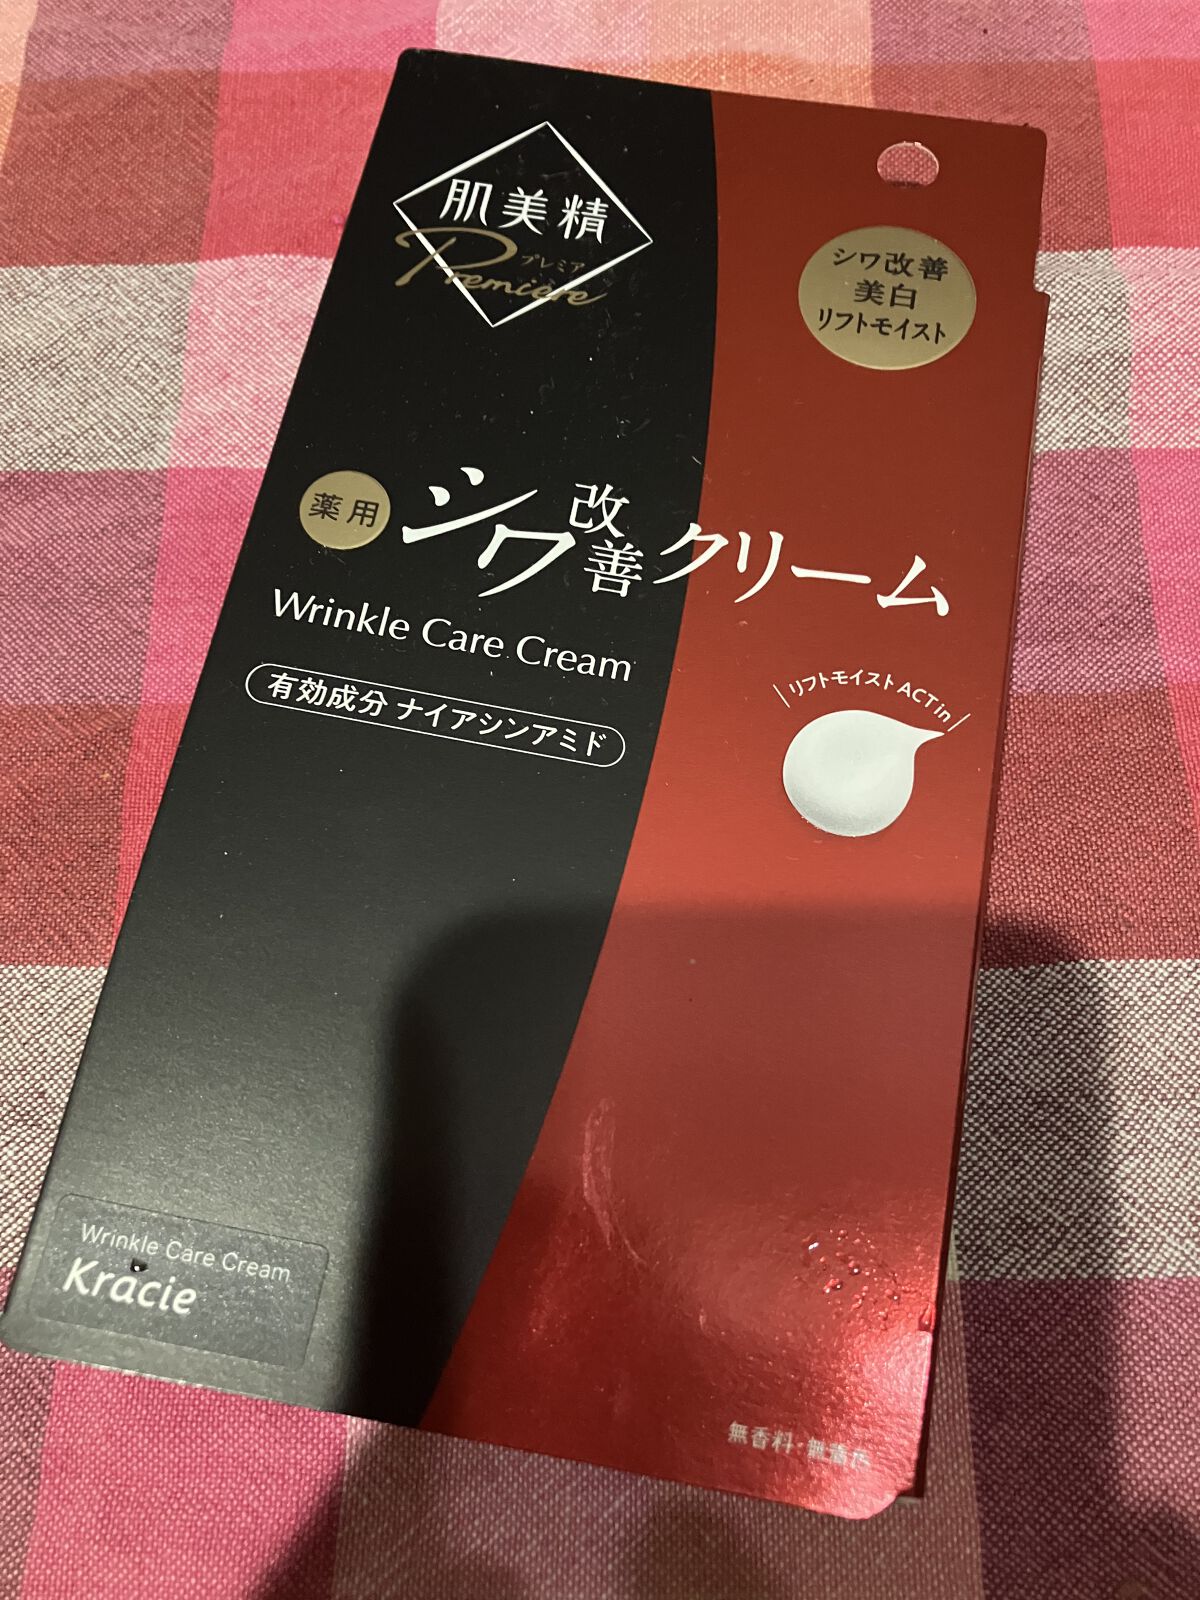 肌美精
プレミア
Premiere
シワ改善
美白
リフトモイスト
薬用
シワ改善クリーム
Wrinkle Care Cream
有効成分 ナイアシンアミド
リフトモイストACTin
Wrinkle Care Cream
Kracie
無香料・無着色